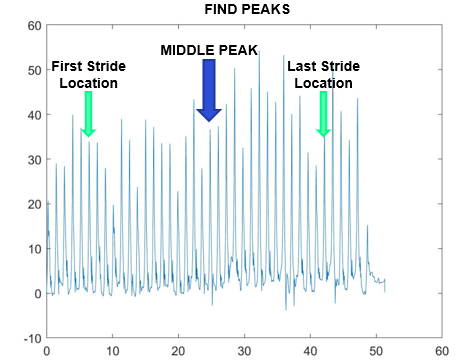 FIND PEAKS
60
50
40
30
20
10
0
-10
First Stride
Location
MIDDLE PEAK
Last Stride
Location
0
10
20
30
40
50
60